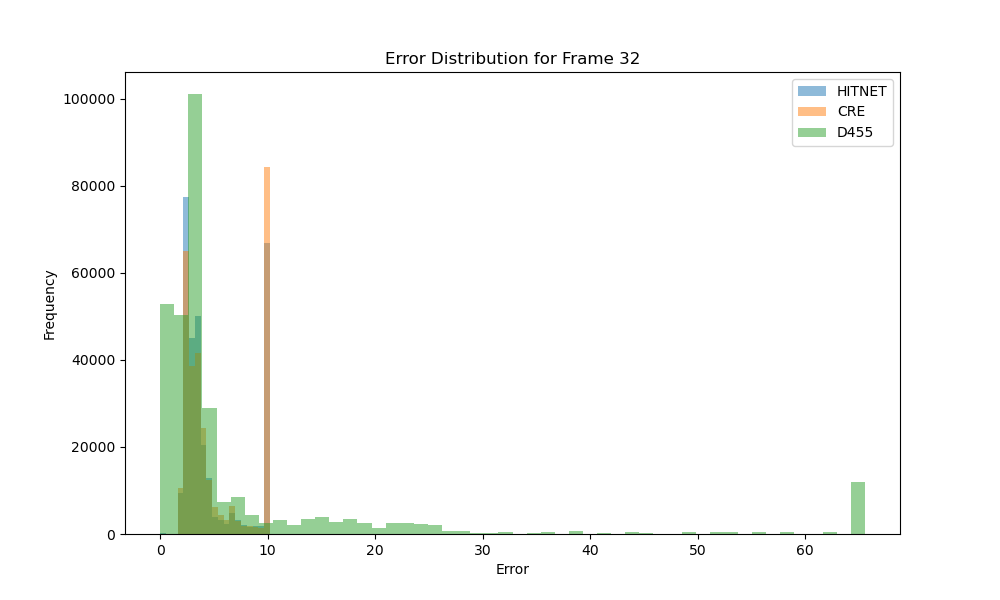 Error Distribution for Frame 32
HITNET
CRE
D455
100000
80000
60000
40000
20000
0
Frequency
0 10 20 30 40 50 60
Error